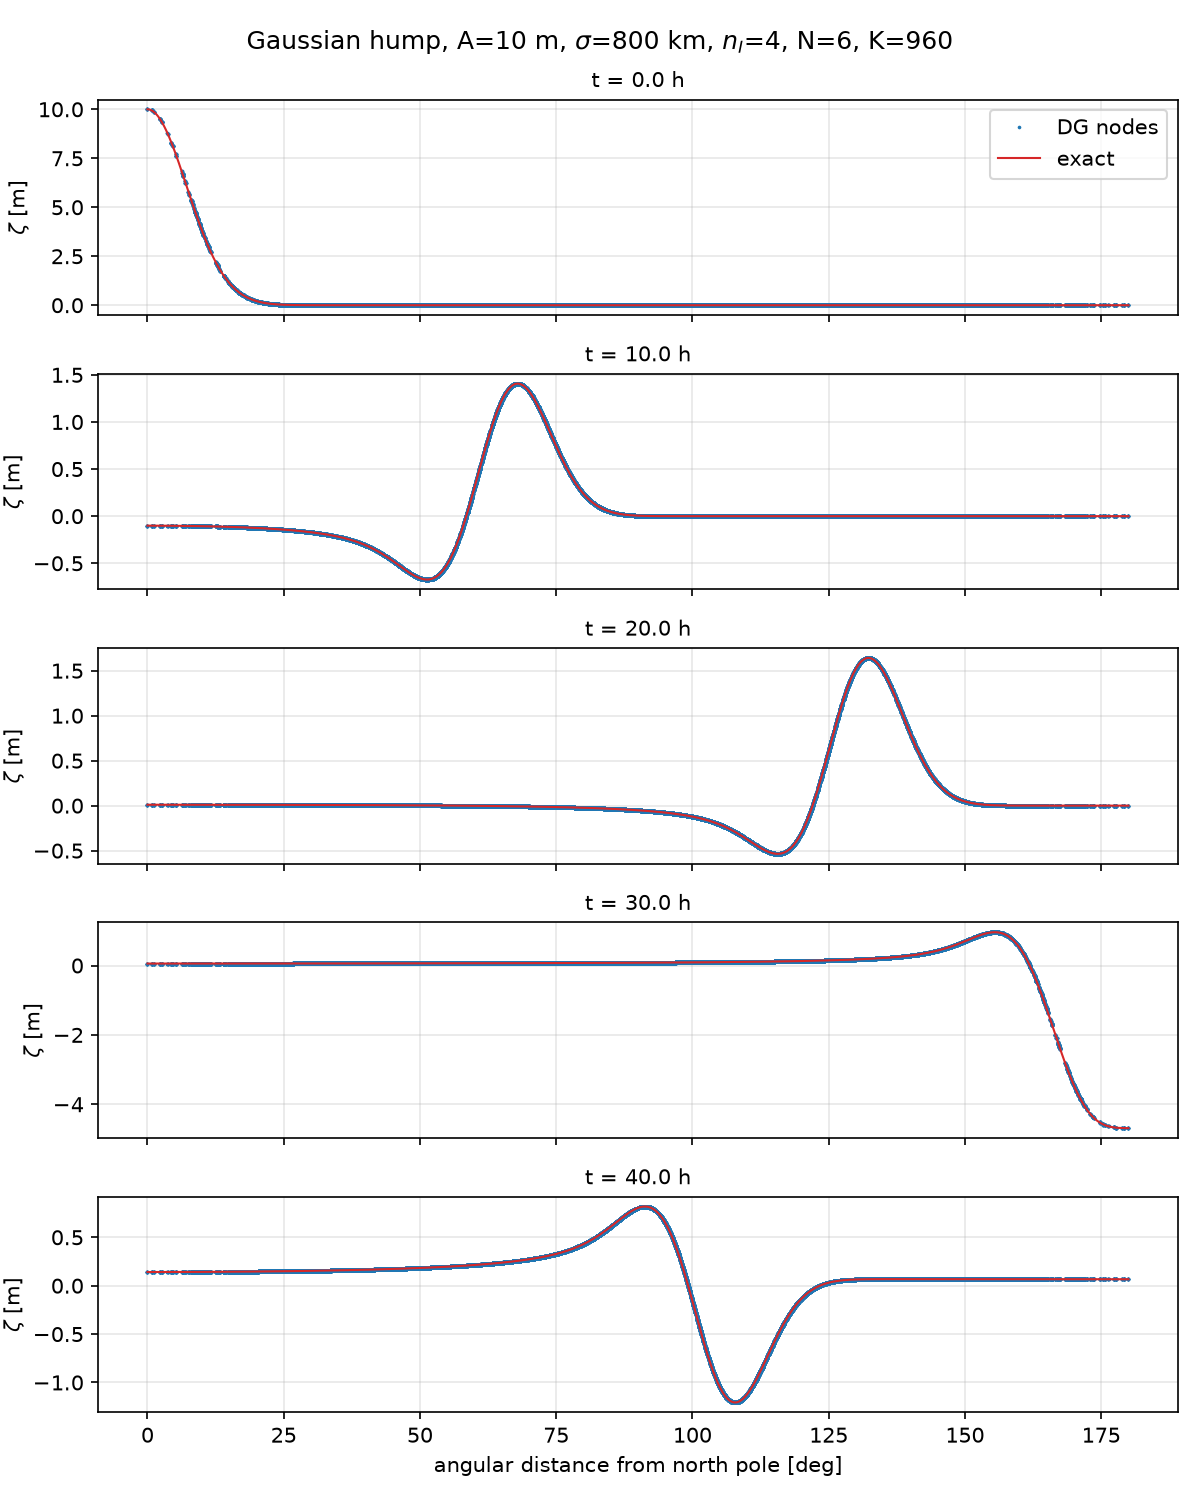 Gaussian hump, A=10 m, σ=800 km, n_I=4, N=6, K=960
t = 0.0 h
10.0
7.5
5.0
2.5
0.0
ζ [m]
DG nodes
exact
t = 10.0 h
1.5
1.0
0.5
0.0
−0.5
ζ [m]
t = 20.0 h
1.5
1.0
0.5
0.0
−0.5
ζ [m]
t = 30.0 h
0
−2
−4
ζ [m]
t = 40.0 h
0.5
0.0
−0.5
−1.0
ζ [m]
0 25 50 75 100 125 150 175
angular distance from north pole [deg]